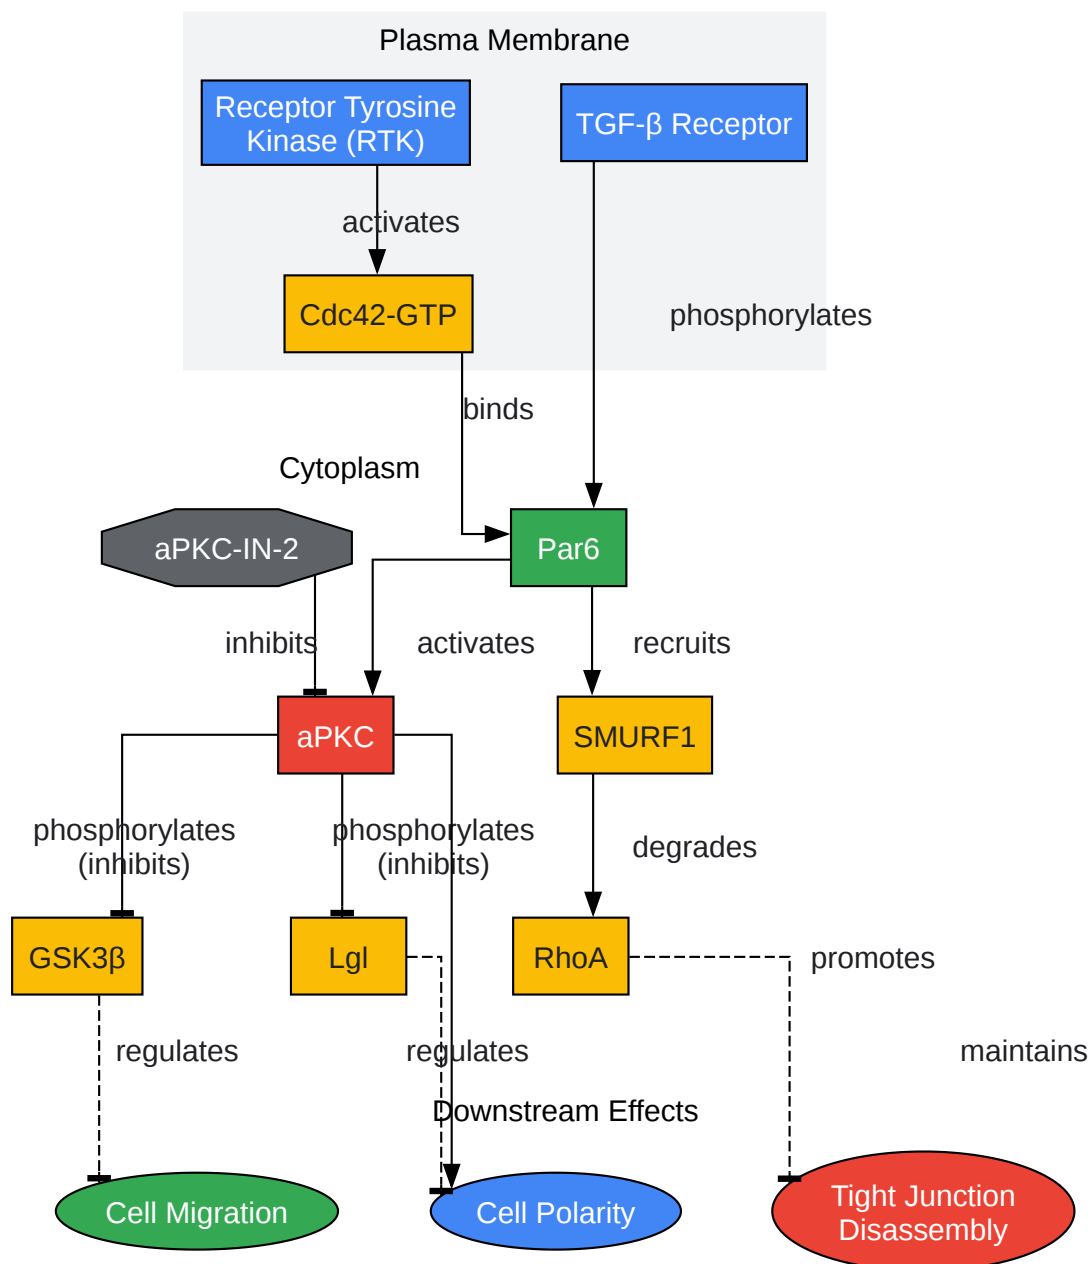 Plasma Membrane
Receptor Tyrosine
Kinase (RTK)
TGF-β Receptor
activates
Cdc42-GTP
phosphorylates
binds
Cytoplasm
aPKC-IN-2
Par6
inhibits
activates
recruits
aPKC
SMURF1
phosphorylates
(inhibits)
phosphorylates
(inhibits)
degrades
GSK3β
Lgl
RhoA
promotes
regulates
regulates
maintains
Downstream Effects
Cell Migration
Cell Polarity
Tight Junction
Disassembly